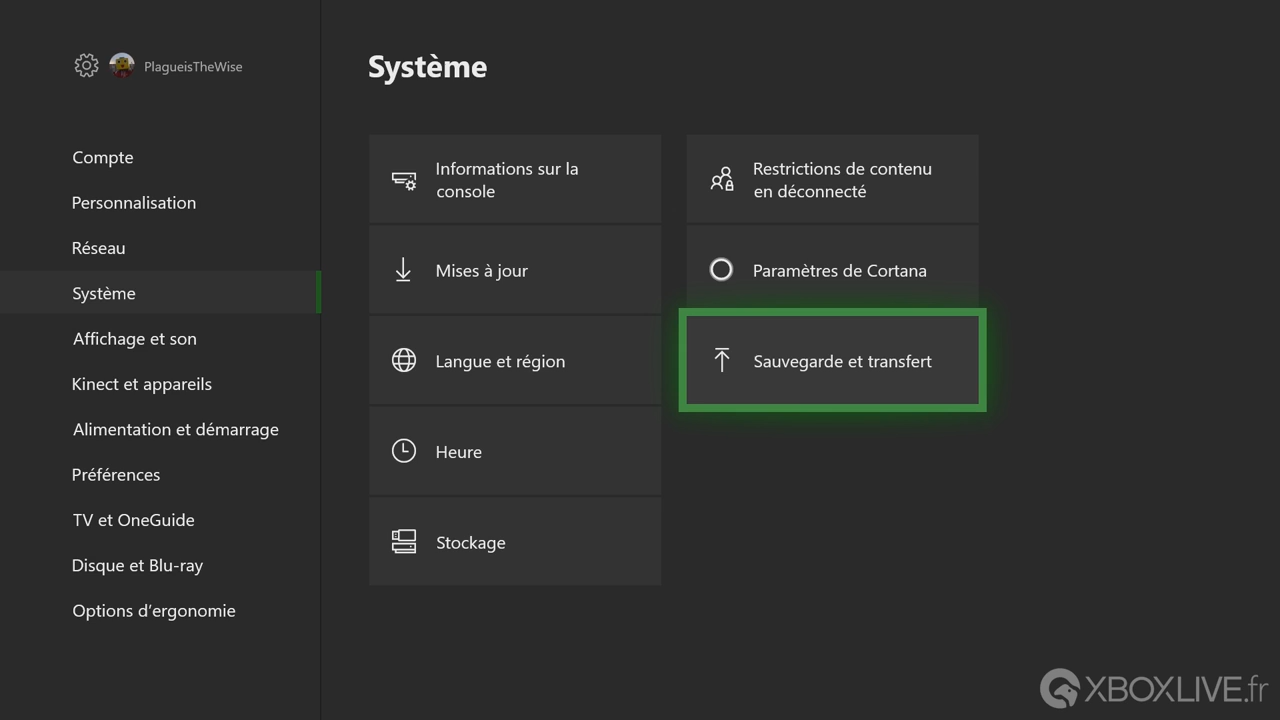 PlagueisTheWise
Compte
Personnalisation
Réseau
Système
Affichage et son
Kinect et appareils
Alimentation et démarrage
Préférences
TV et OneGuide
Disque et Blu-ray
Options d’ergonomie
Système
Informations sur la
console
Mises à jour
Langue et région
Heure
Stockage
Restrictions de contenu
en déconnecté
Paramètres de Cortana
Sauvegarde et transfert
XBOXLIVE.fr